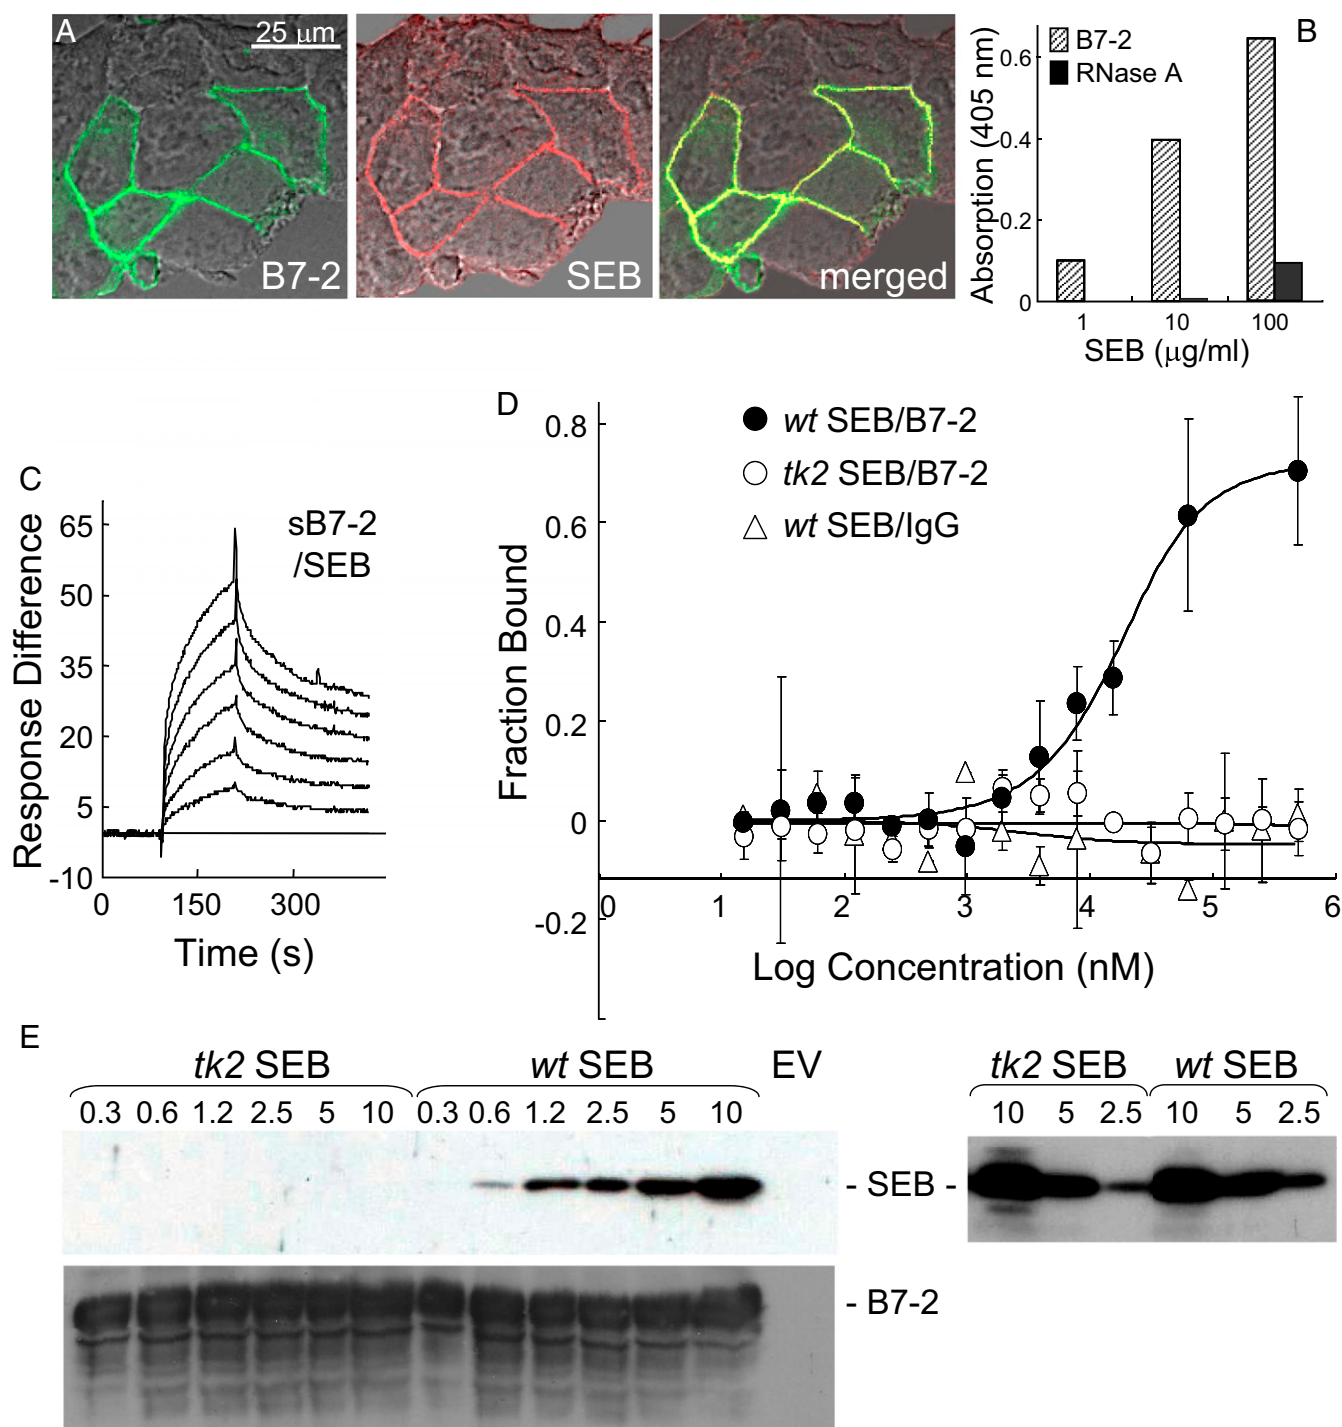 A
25 μm
B7-2
SEB
merged
B
B7-2
RNase A
Absorption (405 nm)
0.6
0.4
0.2
0
1 10 100
SEB (μg/ml)
C
sB7-2
/SEB
Response Difference
65
50
35
20
5
-10
0 150 300
Time (s)
D
wt SEB/B7-2
tk2 SEB/B7-2
wt SEB/IgG
Fraction Bound
0.8
0.6
0.4
0.2
0
-0.2
0 1 2 3 4 5 6
Log Concentration (nM)
E
tk2 SEB wt SEB EV
0.3 0.6 1.2 2.5 5 10 0.3 0.6 1.2 2.5 5 10
tk2 SEB wt SEB
10 5 2.5 10 5 2.5
- SEB -
- B7-2